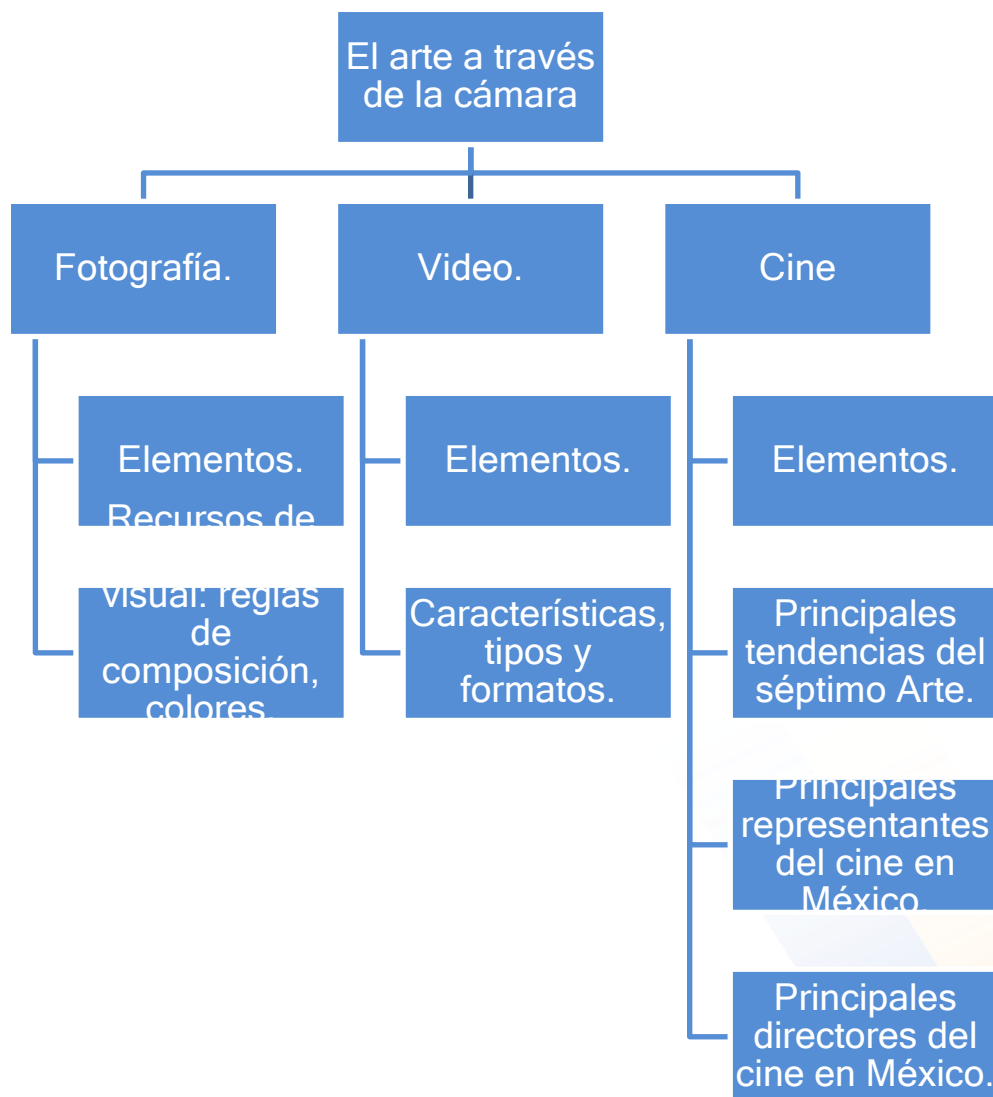 El arte a través
de la cámara
Fotografía.
Video.
Cine
Elementos.
Recursos de
visual: reglas
de
composición,
colores.
Elementos.
Características,
tipos y
formatos.
Elementos.
Principales
tendencias del
séptimo Arte.
Principales
representantes
del cine en
México.
Principales
directores del
cine en México.